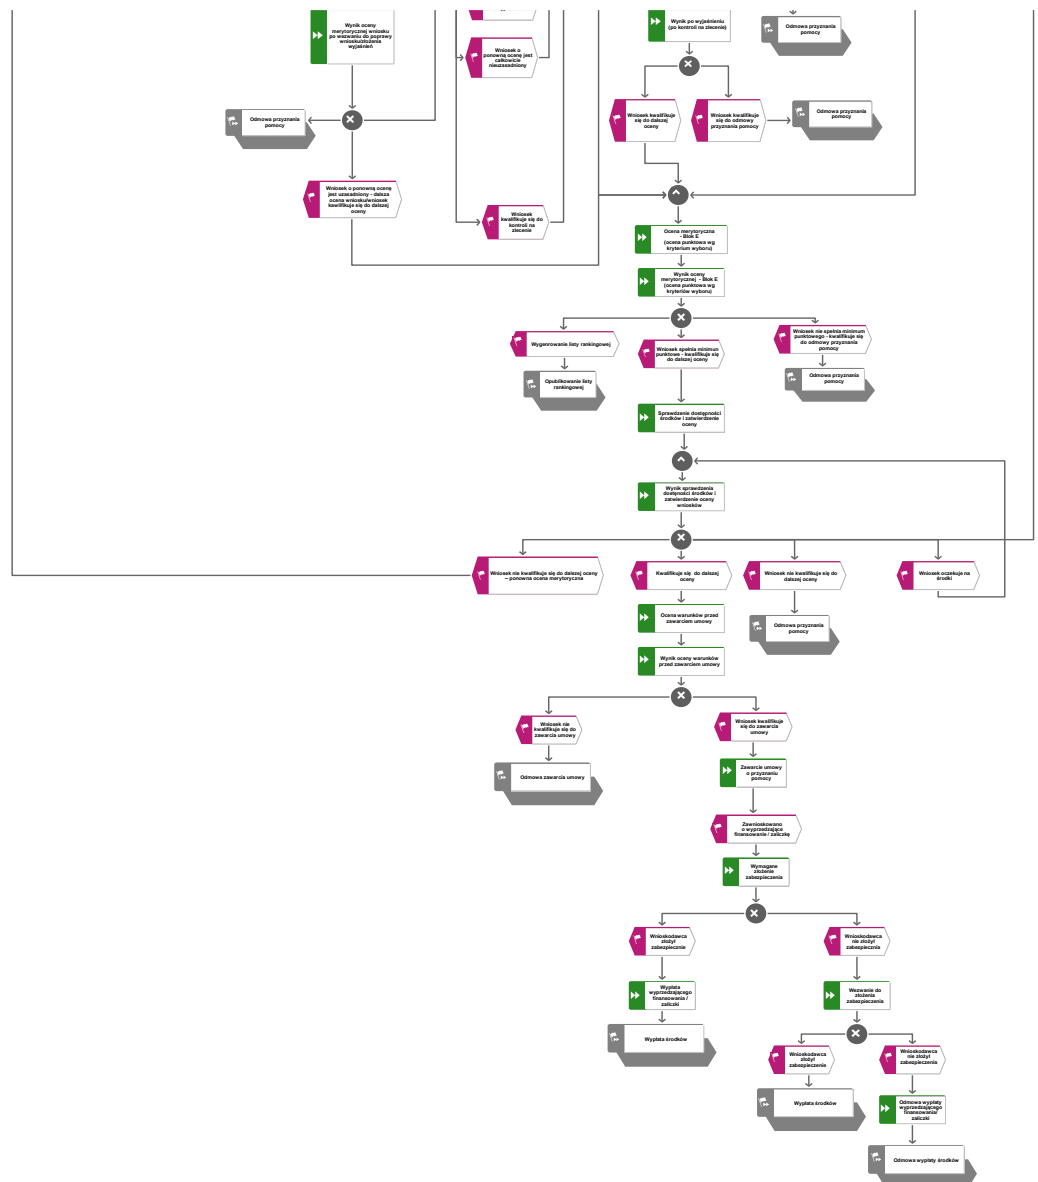 Wynik oceny
merytorycznej wniosku
po wezwaniu do poprawy
wniosku/złożenia
wyjaśnień
Wniosek o
ponowną ocenę jest
całkowicie
nieuzasadniony
Wynik po wyjaśnieniu
(po kontroli na zlecenie)
Odmowa przyznania
pomocy
Odmowa przyznania
pomocy
Wniosek kwalifikuje
się do dalszej
oceny
Wniosek kwalifikuje
się do odmowy
przyznania pomocy
Odmowa przyznania
pomocy
Wniosek o ponowną ocenę
jest uzasadniony - dalsza
ocena wniosku/wniosek
kwalifikuje się do dalszej
oceny
Wniosek
kwalifikuje się do
kontroli na
zlecenie
Ocena merytoryczna
- Blok E
(ocena punktowa wg
kryterium wyboru)
Wynik oceny
merytorycznej - Blok E
(ocena punktowa wg
kryteriów wyboru)
Wygenrowanie listy rankingowej
Wniosek spełnia minimun
punktowe - kwalifikuje się
do dalszej oceny
Wniosek nie spełnia minimum
punktowego - kwalifikuje się
do odmowy przyznania
pomocy
Opublikowanie listy
rankingowej
Odmowa przyznania
pomocy
Sprawdzenie dostępności
środków i zatwierdzenie
oceny
Wynik sprawdzenia
dostęności środków i
zatwierdzenie oceny
wniosków
Wniosek nie kwalifikuje się do dalszej oceny
– ponowna ocena merytoryczna
Kwalifikuje się do dalszej
oceny
Wniosek nie kwalifikuje się do
dalszej oceny
Wniosek oczekuje na
środki
Ocena warunków przed
zawarciem umowy
Odmowa przyznania
pomocy
Wynik oceny warunków
przed zawarciem umowy
Wniosek nie
kwalifikuje się do
zawarcia umowy
Wniosek kwalifikuje
się do zawarcia
umowy
Odmowa zawarcia umowy
Zawarcie umowy
o przyznaniu
pomocy
Zawnioskowano
o wyprzedzające
finansowanie / zaliczkę
Wymagane
złożenie
zabezpieczenia
Wnioskodawca
złożył
zabezpiecznie
Wnioskodawca
nie złożył
zabezpiecznia
Wypłata
wyprzedzającego
finansowania /
zaliczki
Wezwanie do
złożenia
zabezpieczenia
Wypłata środków
Wnioskodawca
złożył
zabezpieczenie
Wnioskodawca
nie złożył
zabezpieczenia
Wypłata środków
Odmowa wypłaty
wyprzedzającego
finansowania/
zaliczki
Odmowa wypłaty środków